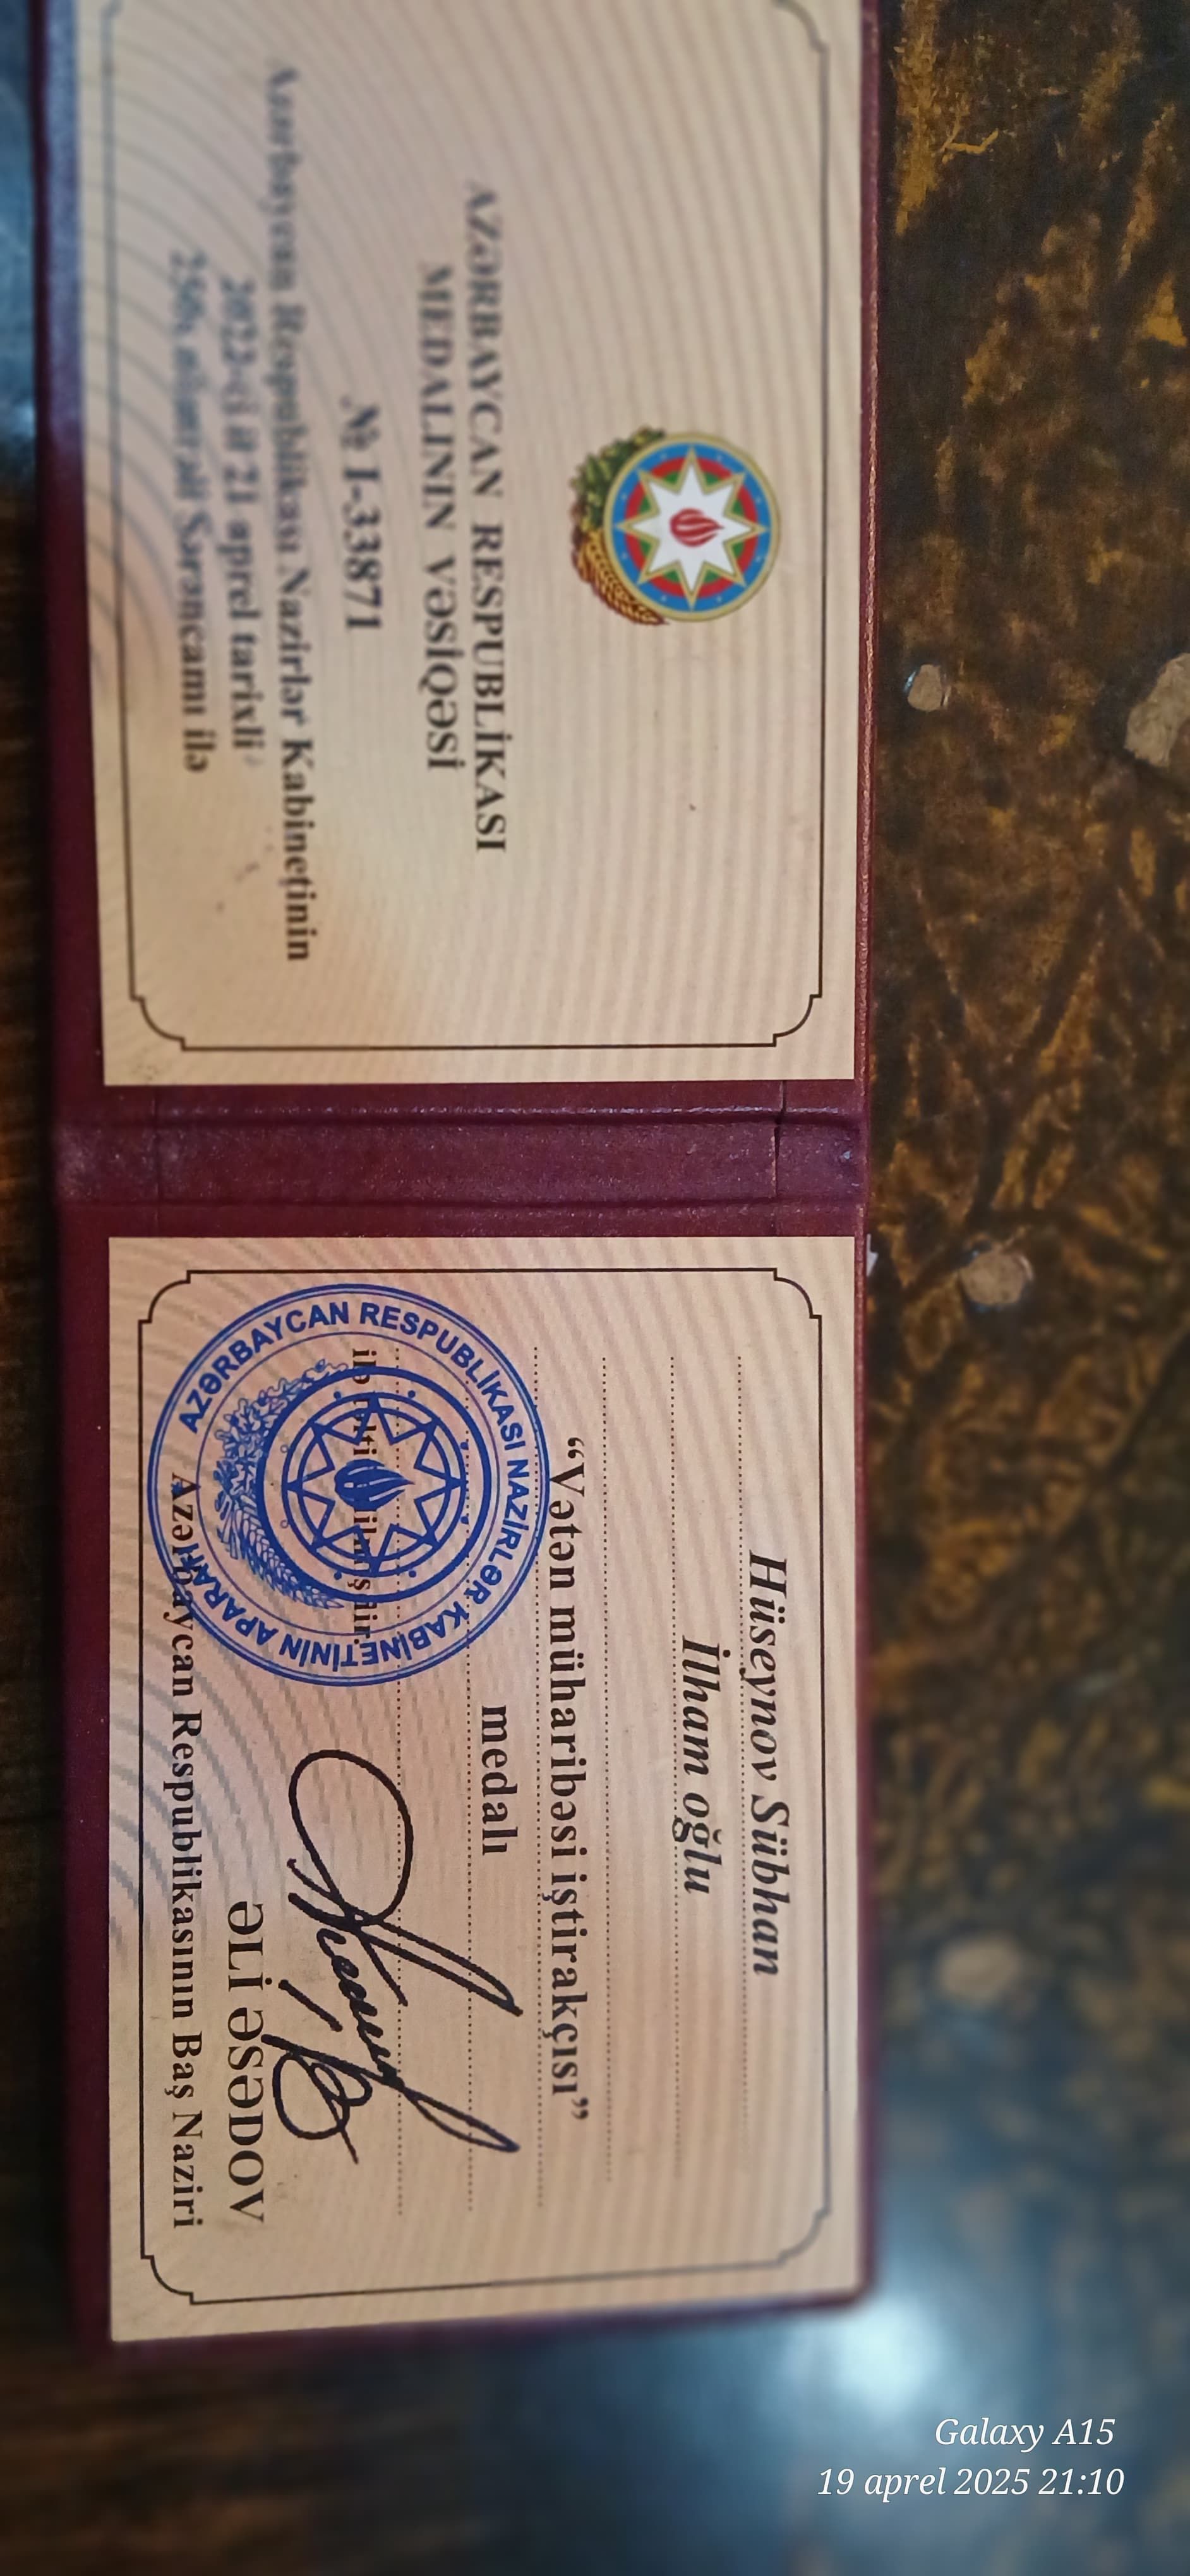 AZƏRBAYCAN RESPUBLİKASI
MEDALININ VƏSİQƏSİ
№ I-33871
Azərbaycan Respublikası Nazirlər Kabinetinin
2022-ci il 21 aprel tarixli
nömrəli Sərəncamı ilə
Hüseynov Sübhan
İlham oğlu
“Vətən müharibəsi iştirakçısı”
medalı
ilə təltif edilmişdir.
ƏLİ ƏSƏDOV
Azərbaycan Respublikasının Baş Naziri
AZƏRBAYCAN RESPUBLİKASI NAZİRLƏR KABİNETİNİN APARATI
Galaxy A15
19 aprel 2025 21:10